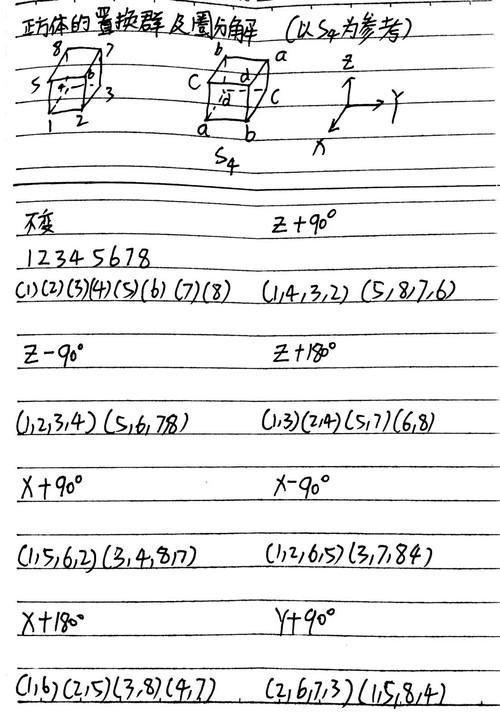 正方体的置换群及圈分解 (以S4为参考)
8 7 5 6 4 3 1 2
b a c d d c a b
S4
Z Y X
不变 Z+90°
12345678
(1)(2)(3)(4)(5)(6)(7)(8) (1,4,3,2)(5,8,7,6)
Z-90° Z+180°
(1,2,3,4)(5,6,7,8) (1,3)(2,4)(5,7)(6,8)
X+90° X-90°
(1,5,6,2)(3,4,8,7) (1,2,6,5)(3,7,84)
X+180° Y+90°
(1,6)(2,5)(3,8)(4,7) (2,6,7,3)(1,5,8,4)